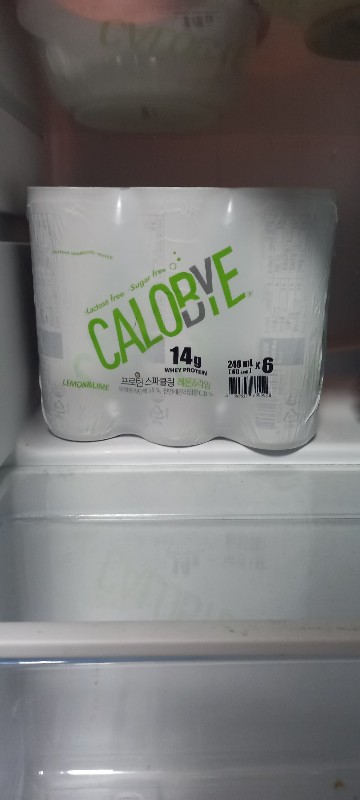 ·Lactose free ·Sugar free
CALOBYE
14g
WHEY PROTEIN
240 mL x 6
LEMON&LIME
프로틴 스파클링 레몬&라임